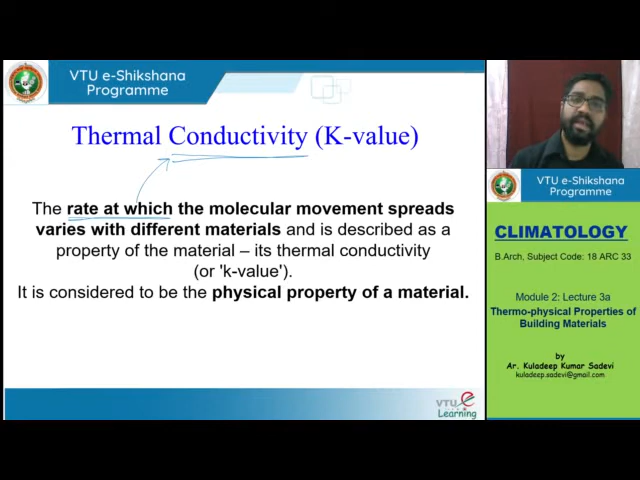 VTU e-Shikshana
Programme
Thermal Conductivity (K-value)
The rate at which the molecular movement spreads
varies with different materials and is described as a
property of the material – its thermal conductivity
(or 'k-value').
It is considered to be the physical property of a material.
VTU e
Learning
VTU e-Shikshana
Programme
CLIMATOLOGY
B.Arch, Subject Code: 18 ARC 33
Module 2: Lecture 3a
Thermo-physical Properties of
Building Materials
by
Ar. Kuladeep Kumar Sadevi
kuladeep.sadevi@gmail.com